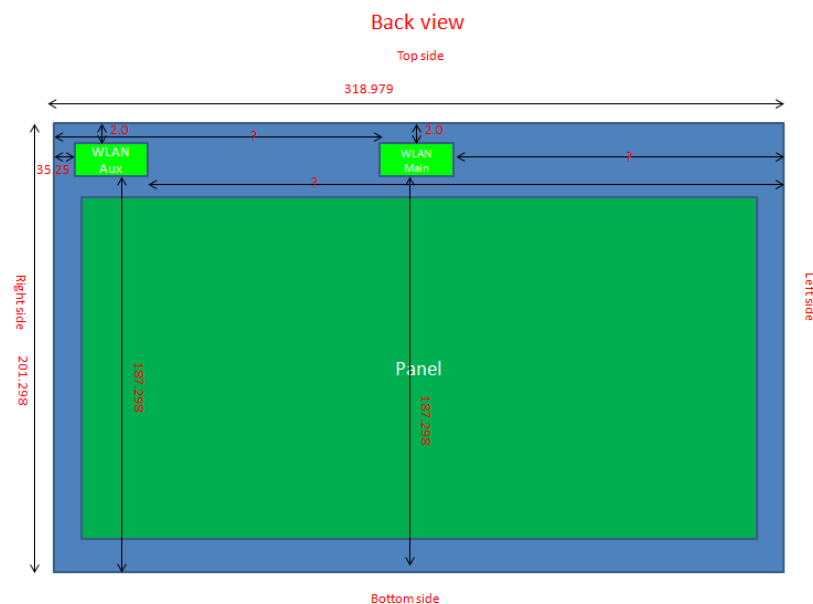 Back view
Top side
318.979
2.0
?
2.0
WLAN
Aux
WLAN
Main
?
35.25
?
Right side
Left side
201.298
187.298
Panel
187.298
Bottom side